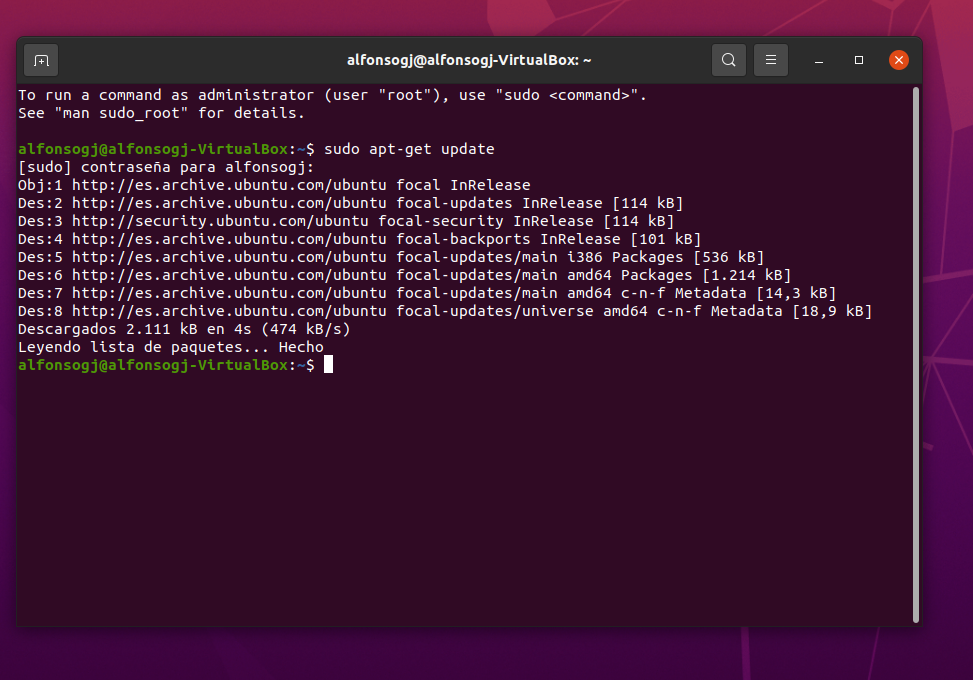 alfonsogj@alfonsogj-VirtualBox: ~
To run a command as administrator (user "root"), use "sudo <command>".
See "man sudo_root" for details.
alfonsogj@alfonsogj-VirtualBox:~$ sudo apt-get update
[sudo] contraseña para alfonsogj:
Obj:1 http://es.archive.ubuntu.com/ubuntu focal InRelease
Des:2 http://es.archive.ubuntu.com/ubuntu focal-updates InRelease [114 kB]
Des:3 http://security.ubuntu.com/ubuntu focal-security InRelease [114 kB]
Des:4 http://es.archive.ubuntu.com/ubuntu focal-backports InRelease [101 kB]
Des:5 http://es.archive.ubuntu.com/ubuntu focal-updates/main i386 Packages [536 kB]
Des:6 http://es.archive.ubuntu.com/ubuntu focal-updates/main amd64 Packages [1.214 kB]
Des:7 http://es.archive.ubuntu.com/ubuntu focal-updates/main amd64 c-n-f Metadata [14,3 kB]
Des:8 http://es.archive.ubuntu.com/ubuntu focal-updates/universe amd64 c-n-f Metadata [18,9 kB]
Descargados 2.111 kB en 4s (474 kB/s)
Leyendo lista de paquetes... Hecho
alfonsogj@alfonsogj-VirtualBox:~$